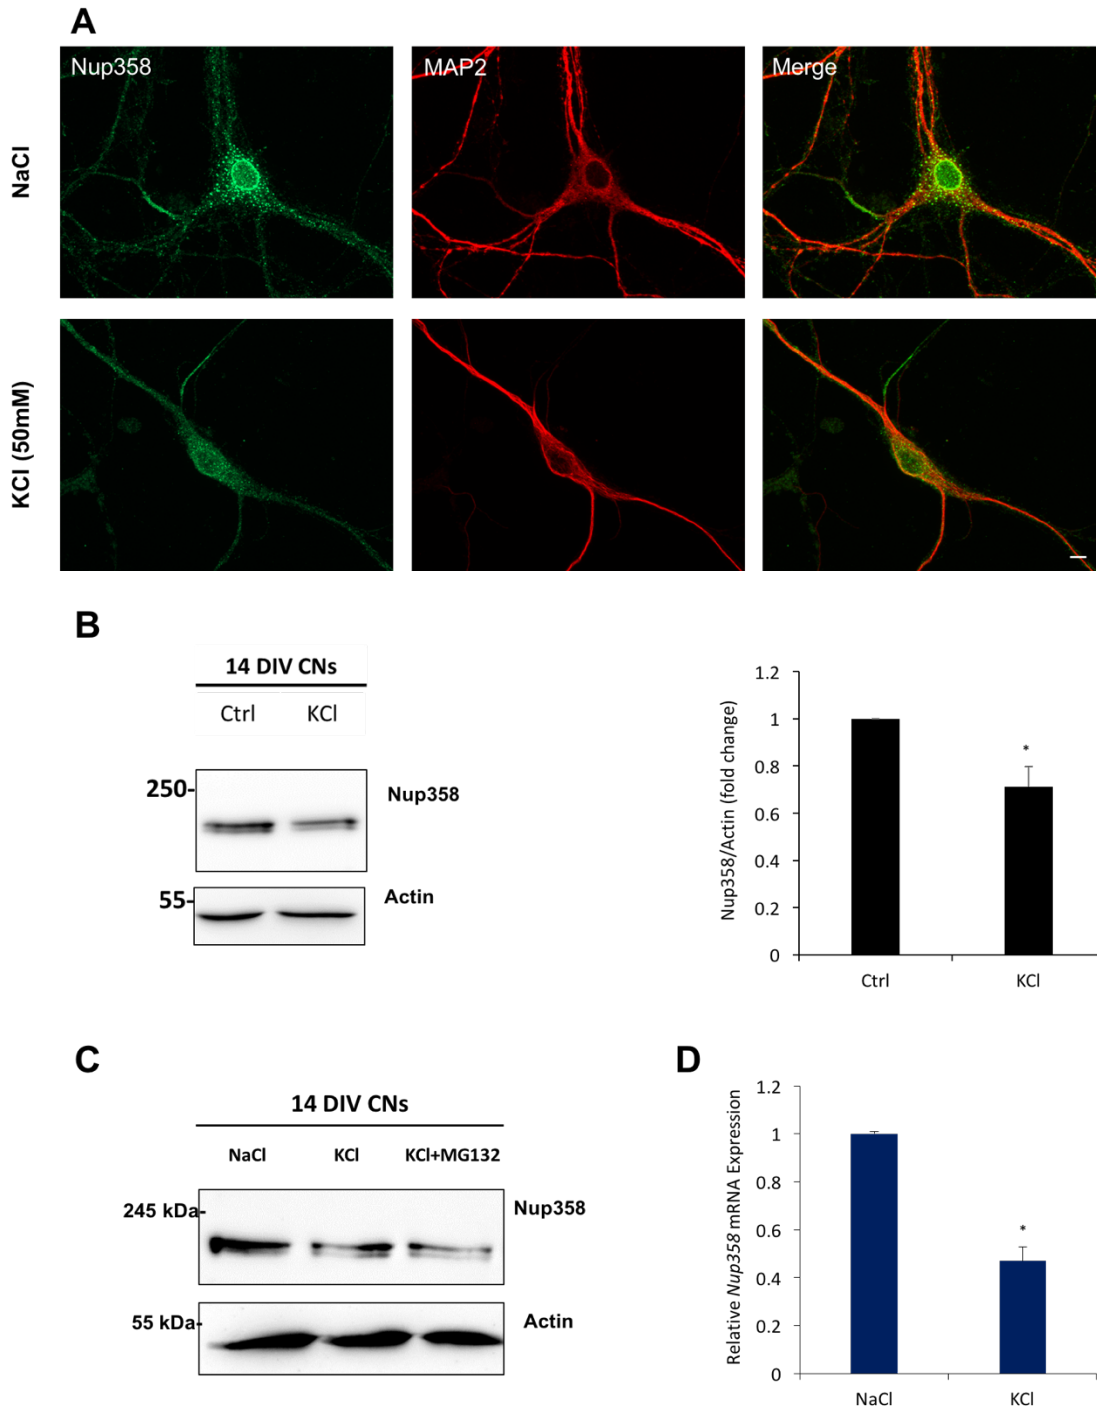 A
Nup358
MAP2
Merge
NaCl
KCl (50mM)
B
14 DIV CNs
Ctrl KCl
250-
Nup358
55-
Actin
Nup358/Actin (fold change)
1.2
1
0.8
0.6
0.4
0.2
0
*
Ctrl KCl
C
14 DIV CNs
NaCl KCl KCl+MG132
245 kDa-
Nup358
55 kDa-
Actin
D
Relative Nup358 mRNA Expression
1.2
1
0.8
0.6
0.4
0.2
0
*
NaCl KCl